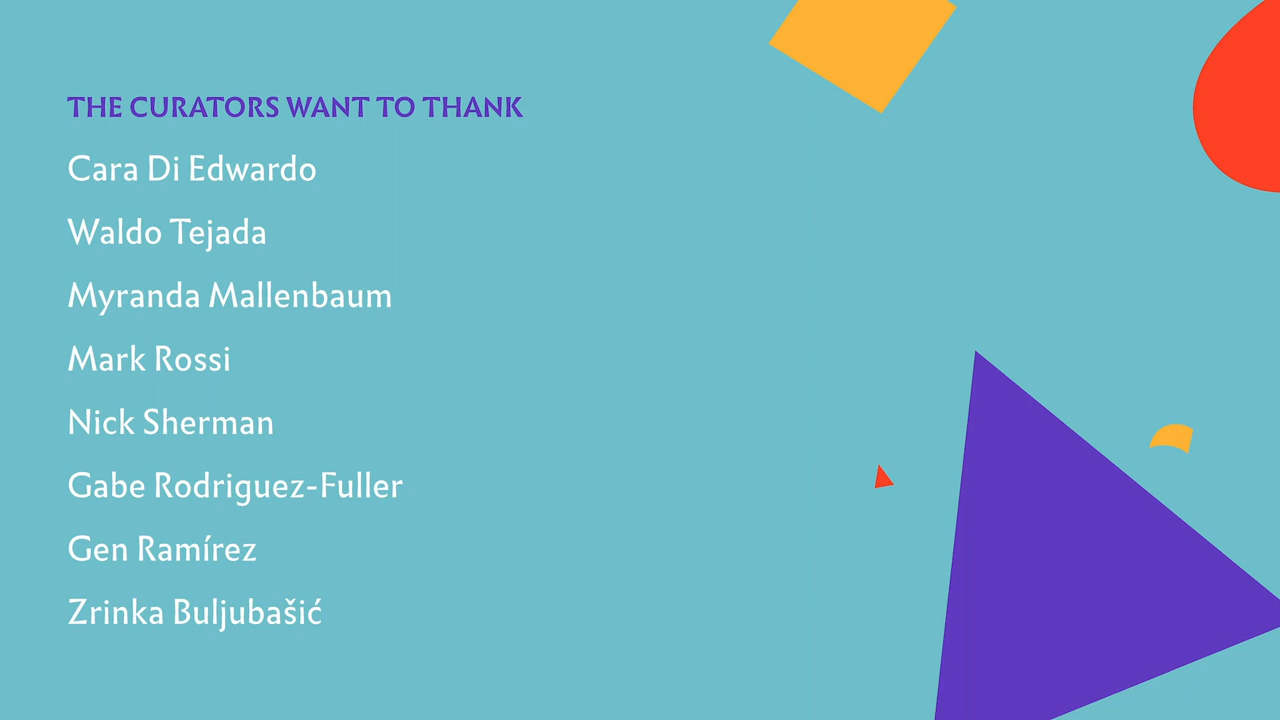 THE CURATORS WANT TO THANK
Cara Di Edwardo
Waldo Tejada
Myranda Mallenbaum
Mark Rossi
Nick Sherman
Gabe Rodriguez-Fuller
Gen Ramírez
Zrinka Buljubašić